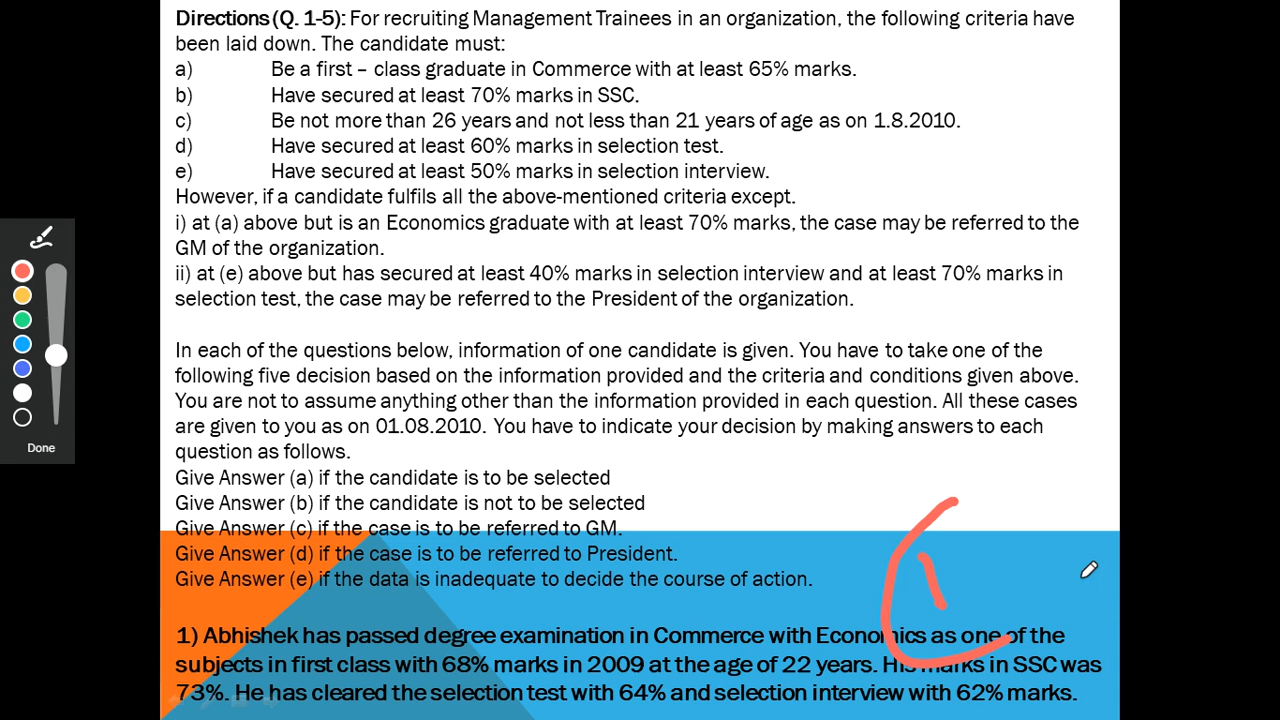 Directions (Q. 1-5): For recruiting Management Trainees in an organization, the following criteria have
been laid down. The candidate must:
a) Be a first – class graduate in Commerce with at least 65% marks.
b) Have secured at least 70% marks in SSC.
c) Be not more than 26 years and not less than 21 years of age as on 1.8.2010.
d) Have secured at least 60% marks in selection test.
e) Have secured at least 50% marks in selection interview.
However, if a candidate fulfils all the above-mentioned criteria except.
i) at (a) above but is an Economics graduate with at least 70% marks, the case may be referred to the
GM of the organization.
ii) at (e) above but has secured at least 40% marks in selection interview and at least 70% marks in
selection test, the case may be referred to the President of the organization.
In each of the questions below, information of one candidate is given. You have to take one of the
following five decision based on the information provided and the criteria and conditions given above.
You are not to assume anything other than the information provided in each question. All these cases
are given to you as on 01.08.2010. You have to indicate your decision by making answers to each
question as follows.
Give Answer (a) if the candidate is to be selected
Give Answer (b) if the candidate is not to be selected
Give Answer (c) if the case is to be referred to GM.
Give Answer (d) if the case is to be referred to President.
Give Answer (e) if the data is inadequate to decide the course of action.
1) Abhishek has passed degree examination in Commerce with Economics as one of the
subjects in first class with 68% marks in 2009 at the age of 22 years. His marks in SSC was
73%. He has cleared the selection test with 64% and selection interview with 62% marks.
Done